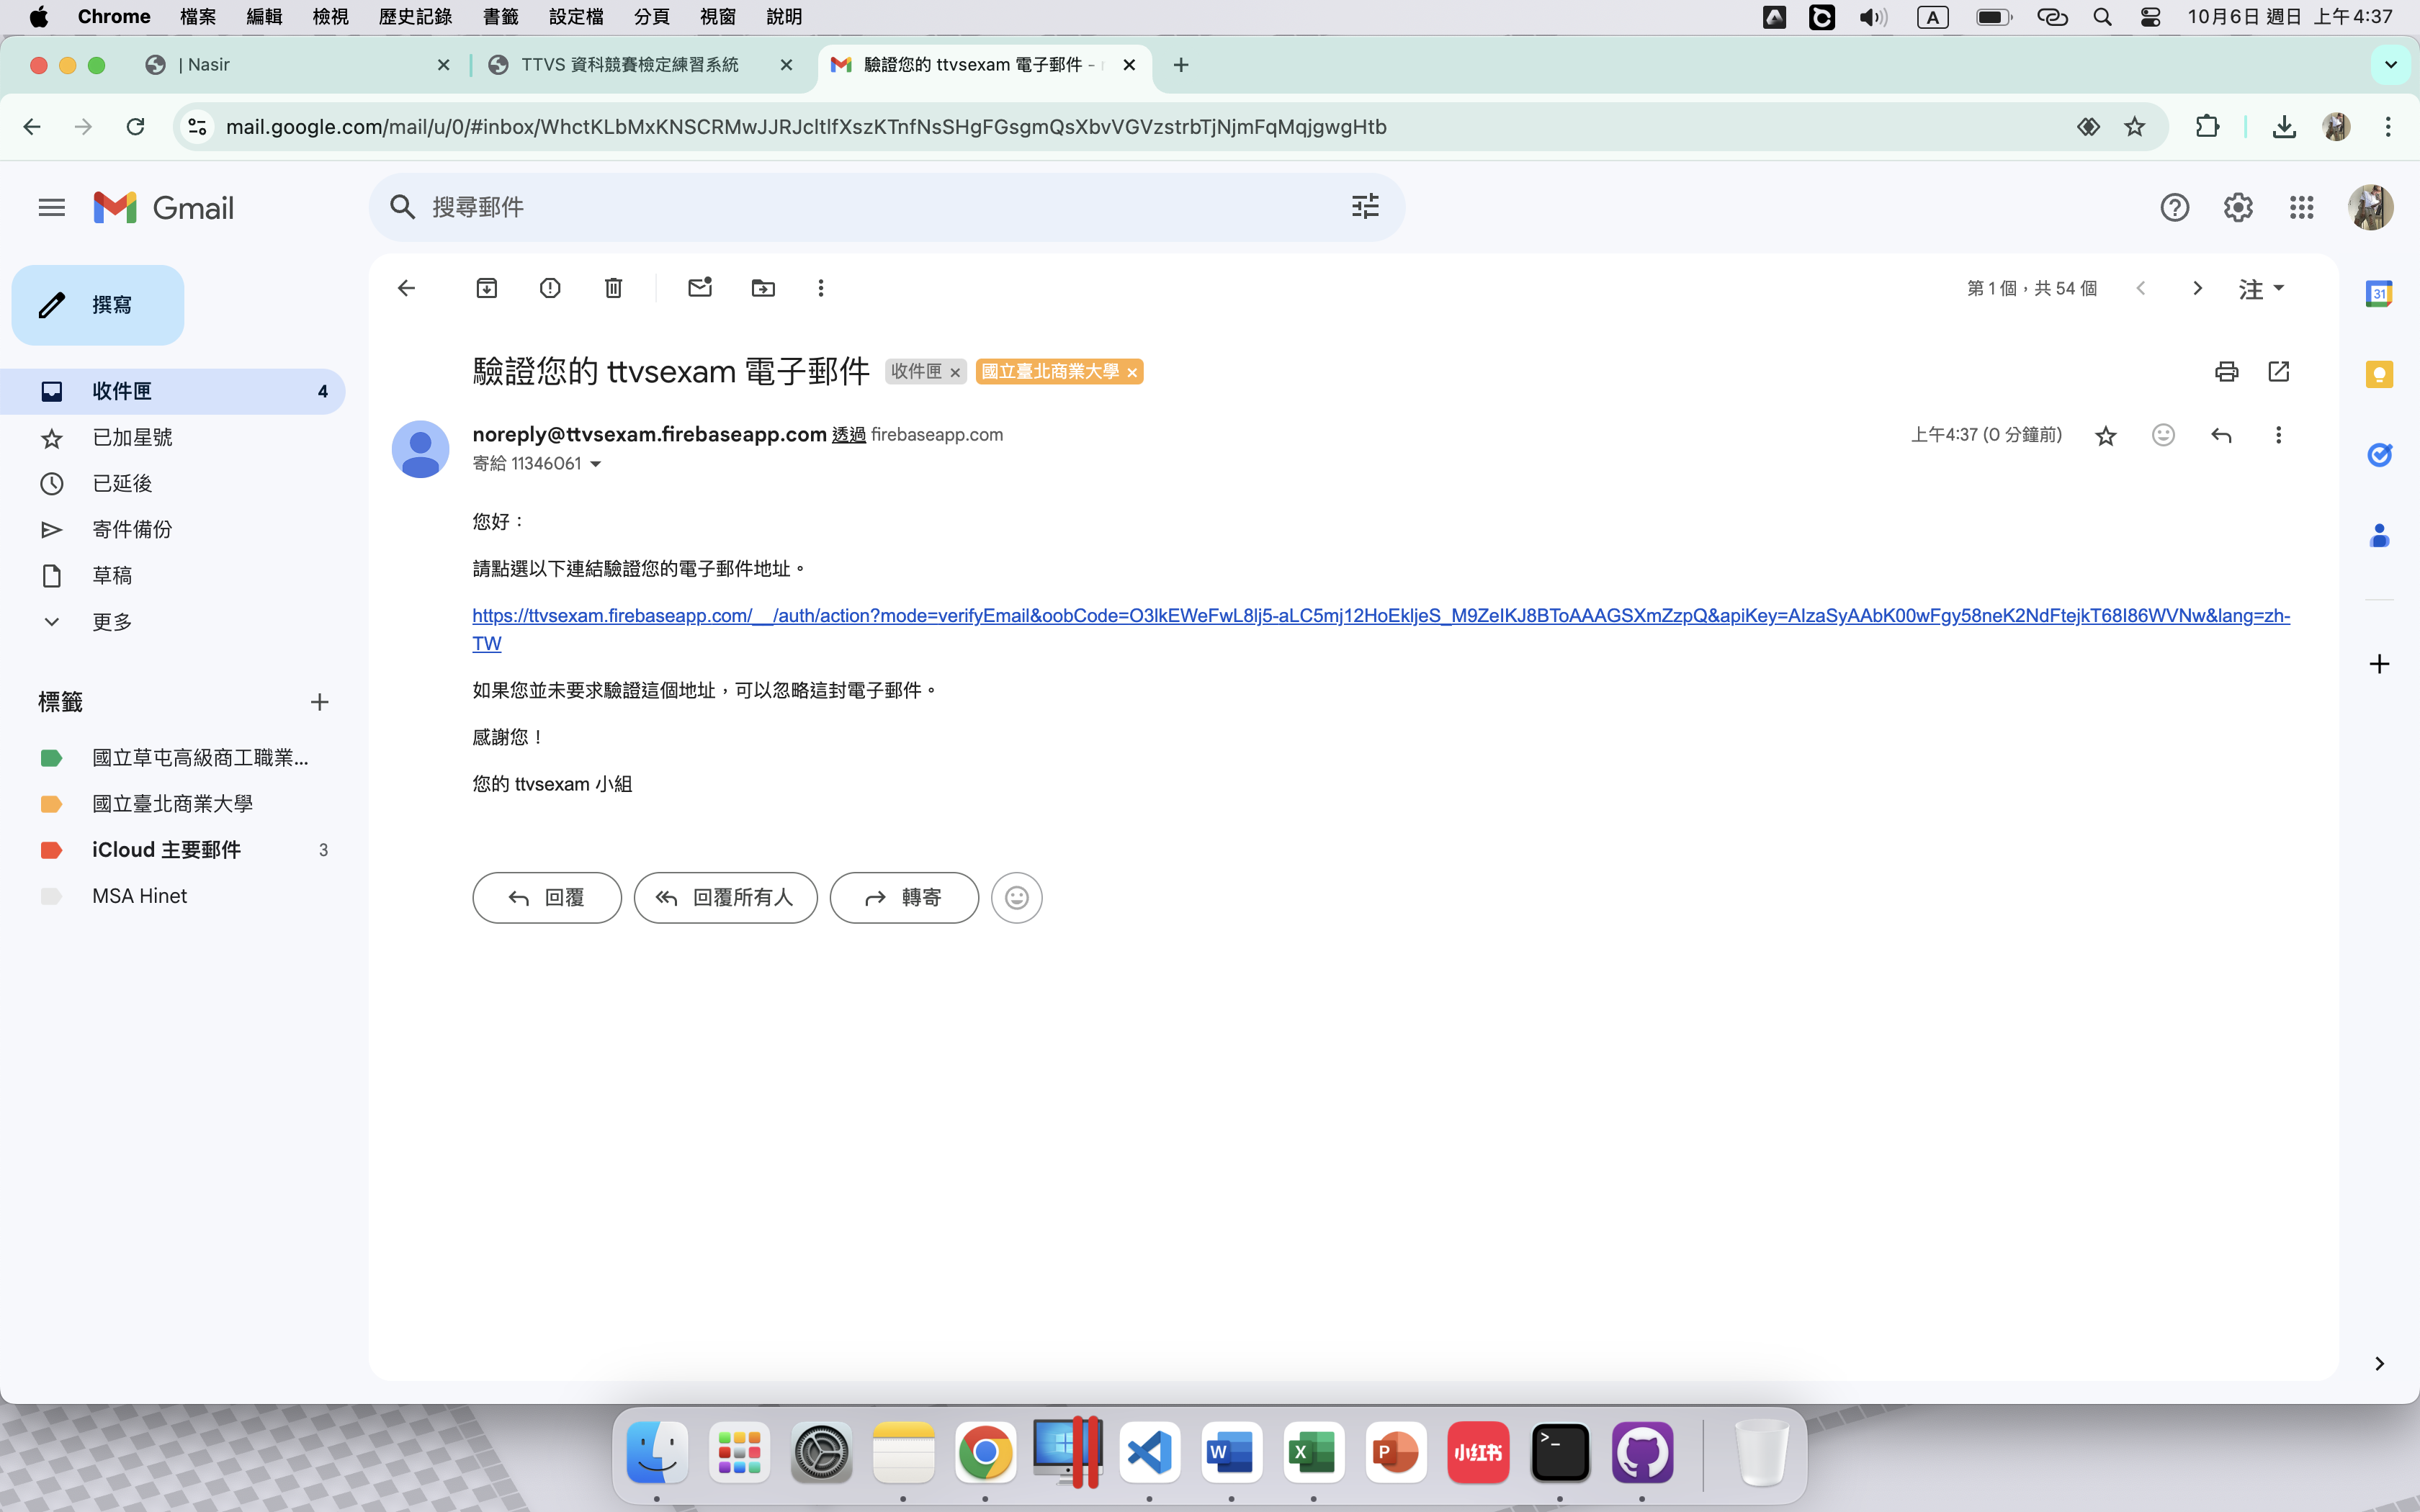 Chrome 檔案 編輯 檢視 歷史記錄 書籤 設定檔 分頁 視窗 說明 A 10月6日 週日 上午4:37
| Nasir TTVS 資科競賽檢定練習系統 驗證您的 ttvsexam 電子郵件 -
mail.google.com/mail/u/0/#inbox/WhctKLbMxKNSCRMwJJRJcltlfXszKTnfNsSHgFGsgmQsXbvVGVzstrbTjNjmFqMqjgwgHtb
Gmail 搜尋郵件
撰寫
第 1 個，共 54 個 注
31
驗證您的 ttvsexam 電子郵件 收件匣 × 國立臺北商業大學 ×
收件匣 4
已加星號
已延後
寄件備份
草稿
更多
noreply@ttvsexam.firebaseapp.com 透過 firebaseapp.com 上午4:37 (0 分鐘前)
寄給 11346061
您好：
請點選以下連結驗證您的電子郵件地址。
https://ttvsexam.firebaseapp.com/__/auth/action?mode=verifyEmail&oobCode=O3lkEWeFwL8lj5-aLC5mj12HoEkljeS_M9ZeIKJ8BToAAAGSXmZzpQ&apiKey=AIzaSyAAbK00wFgy58neK2NdFtejkT68I86WVNw&lang=zh-
TW
如果您並未要求驗證這個地址，可以忽略這封電子郵件。
感謝您！
您的 ttvsexam 小組
標籤
國立草屯高級商工職業...
國立臺北商業大學
iCloud 主要郵件 3
MSA Hinet
回覆 回覆所有人 轉寄
W X P 小红书 >_